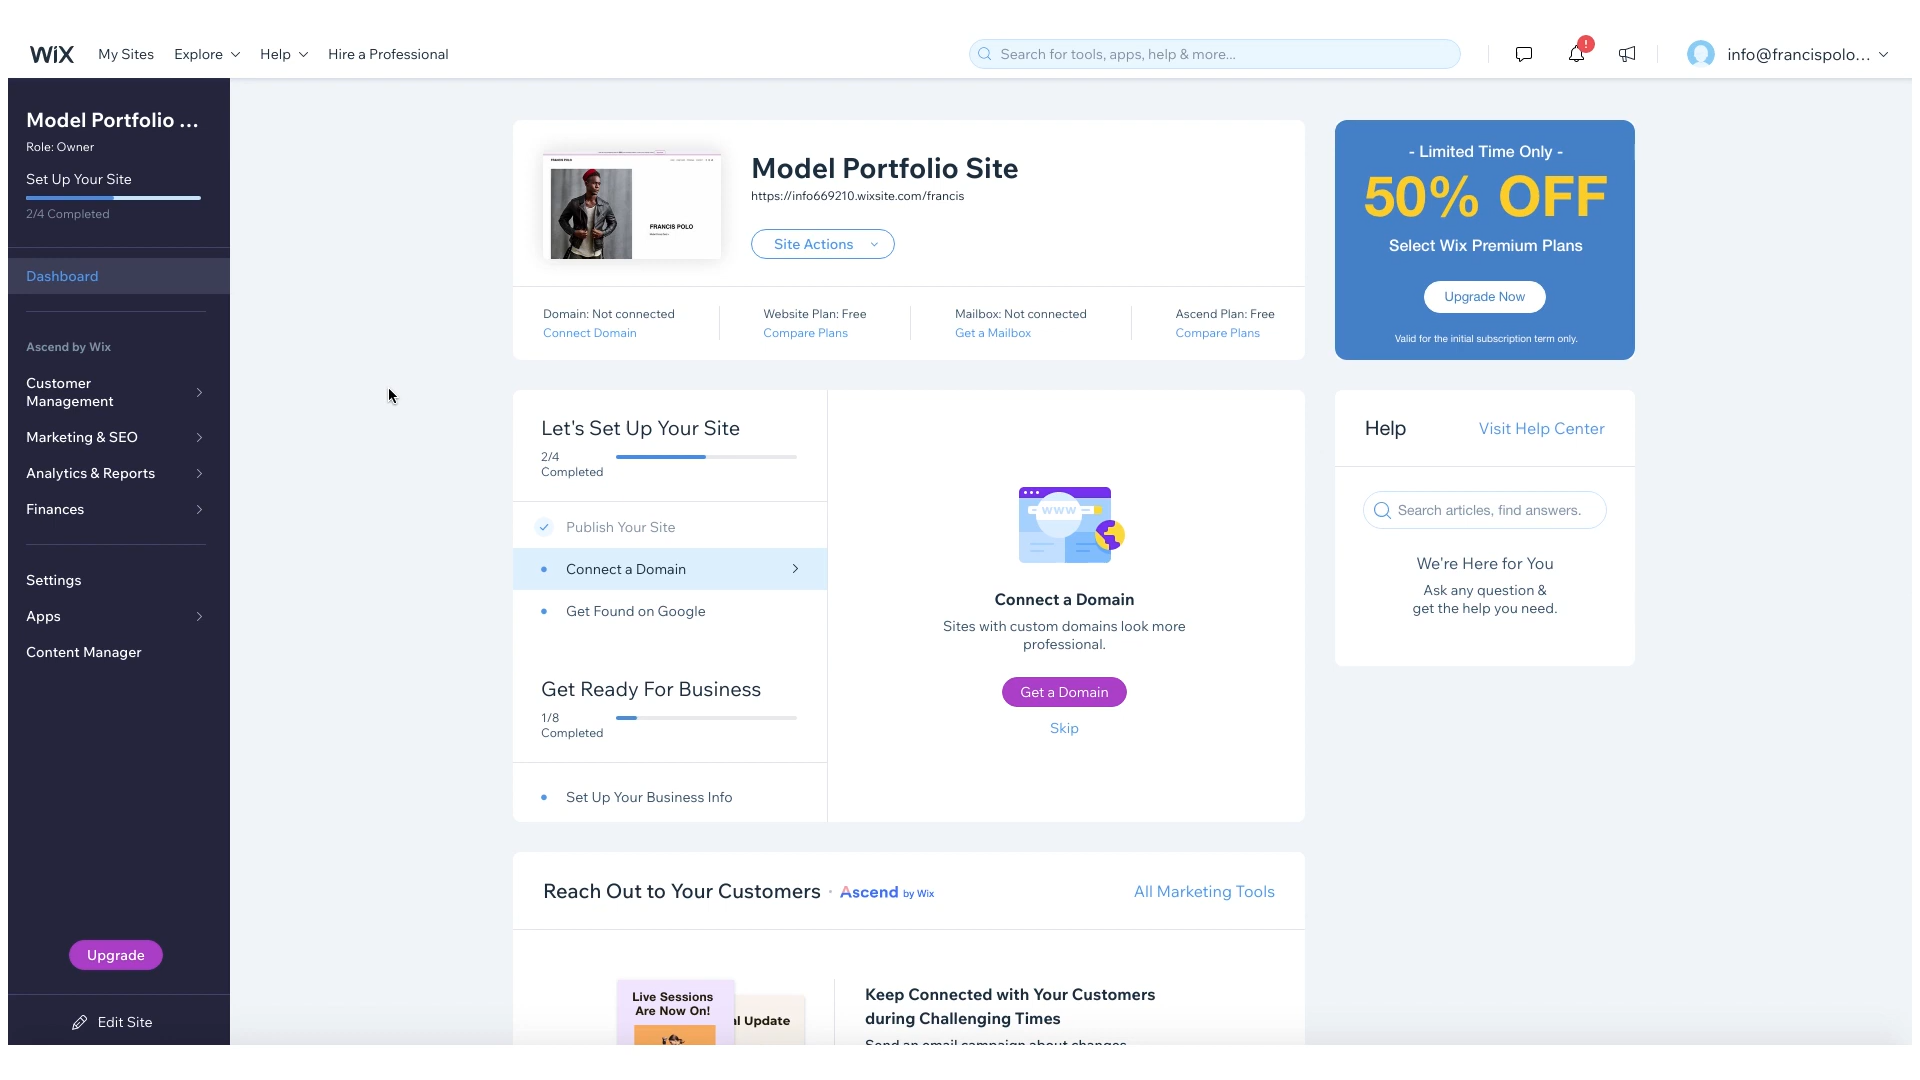 WiX My Sites Explore Help Hire a Professional Search for tools, apps, help & more... ! info@francispolo...
Model Portfolio ...
Role: Owner
Set Up Your Site
2/4 Completed
Dashboard
Ascend by Wix
Customer
Management
Marketing & SEO
Analytics & Reports
Finances
Settings
Apps
Content Manager
Upgrade
Edit Site
FRANCIS POLO
Model Portfolio Site
https://info669210.wixsite.com/francis
Site Actions
Domain: Not connected
Connect Domain
Website Plan: Free
Compare Plans
Mailbox: Not connected
Get a Mailbox
Ascend Plan: Free
Compare Plans
- Limited Time Only -
50% OFF
Select Wix Premium Plans
Upgrade Now
Valid for the initial subscription term only.
Let's Set Up Your Site
2/4
Completed
Publish Your Site
Connect a Domain
Get Found on Google
Get Ready For Business
1/8
Completed
Set Up Your Business Info
www
Connect a Domain
Sites with custom domains look more
professional.
Get a Domain
Skip
Help Visit Help Center
Search articles, find answers.
We're Here for You
Ask any question &
get the help you need.
Reach Out to Your Customers · Ascend by Wix All Marketing Tools
Live Sessions
Are Now On!
al Update
Keep Connected with Your Customers
during Challenging Times
Send an email campaign about changes